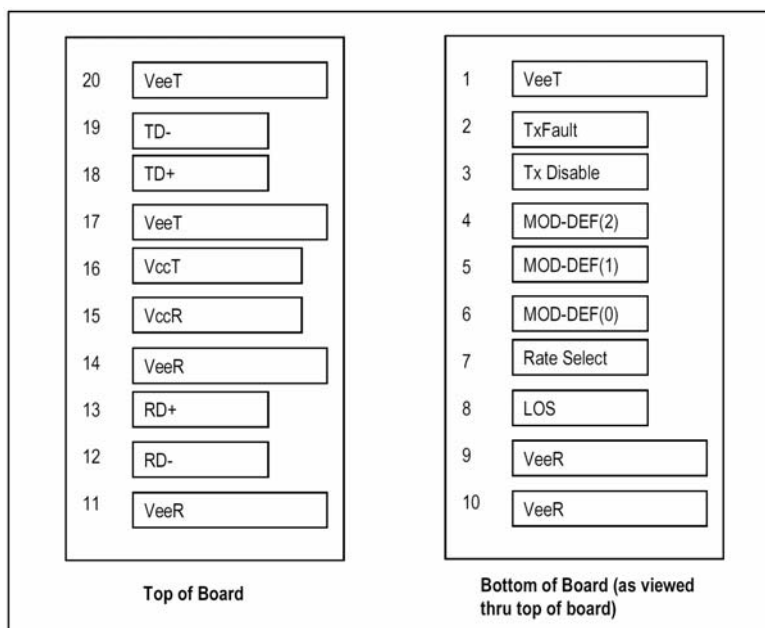 20 VeeT
19 TD-
18 TD+
17 VeeT
16 VccT
15 VccR
14 VeeR
13 RD+
12 RD-
11 VeeR
Top of Board
1 VeeT
2 TxFault
3 Tx Disable
4 MOD-DEF(2)
5 MOD-DEF(1)
6 MOD-DEF(0)
7 Rate Select
8 LOS
9 VeeR
10 VeeR
Bottom of Board (as viewed
thru top of board)